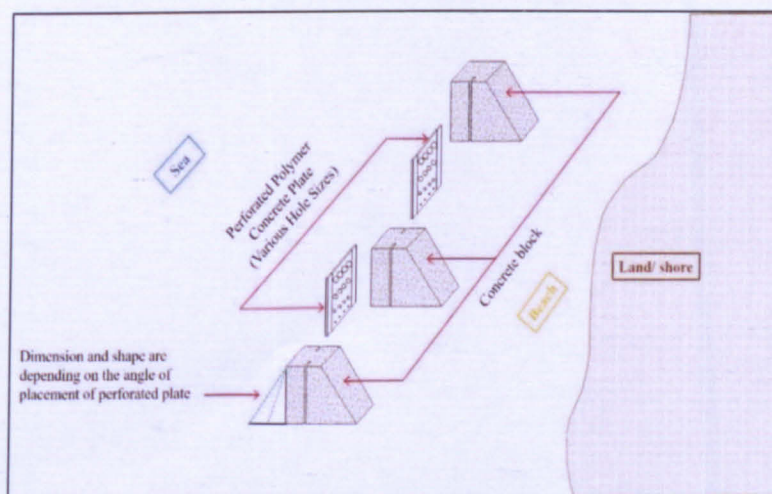 Sea
Perforated Polymer
Concrete Plate
(Various Hole Sizes)
Concrete block
Land/ shore
Beach
Dimension and shape are
depending on the angle of
placement of perforated plate